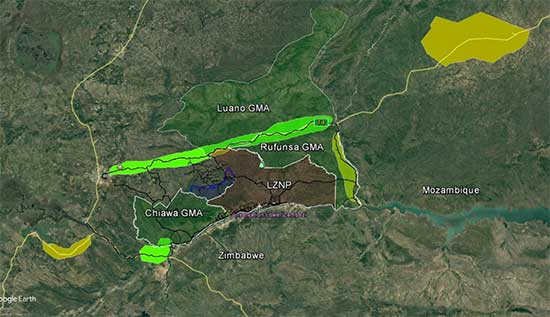 Luano GMA
Rufunsa GMA
LZNP
Mozambique
Chiawa GMA
Zimbabwe
Google Earth